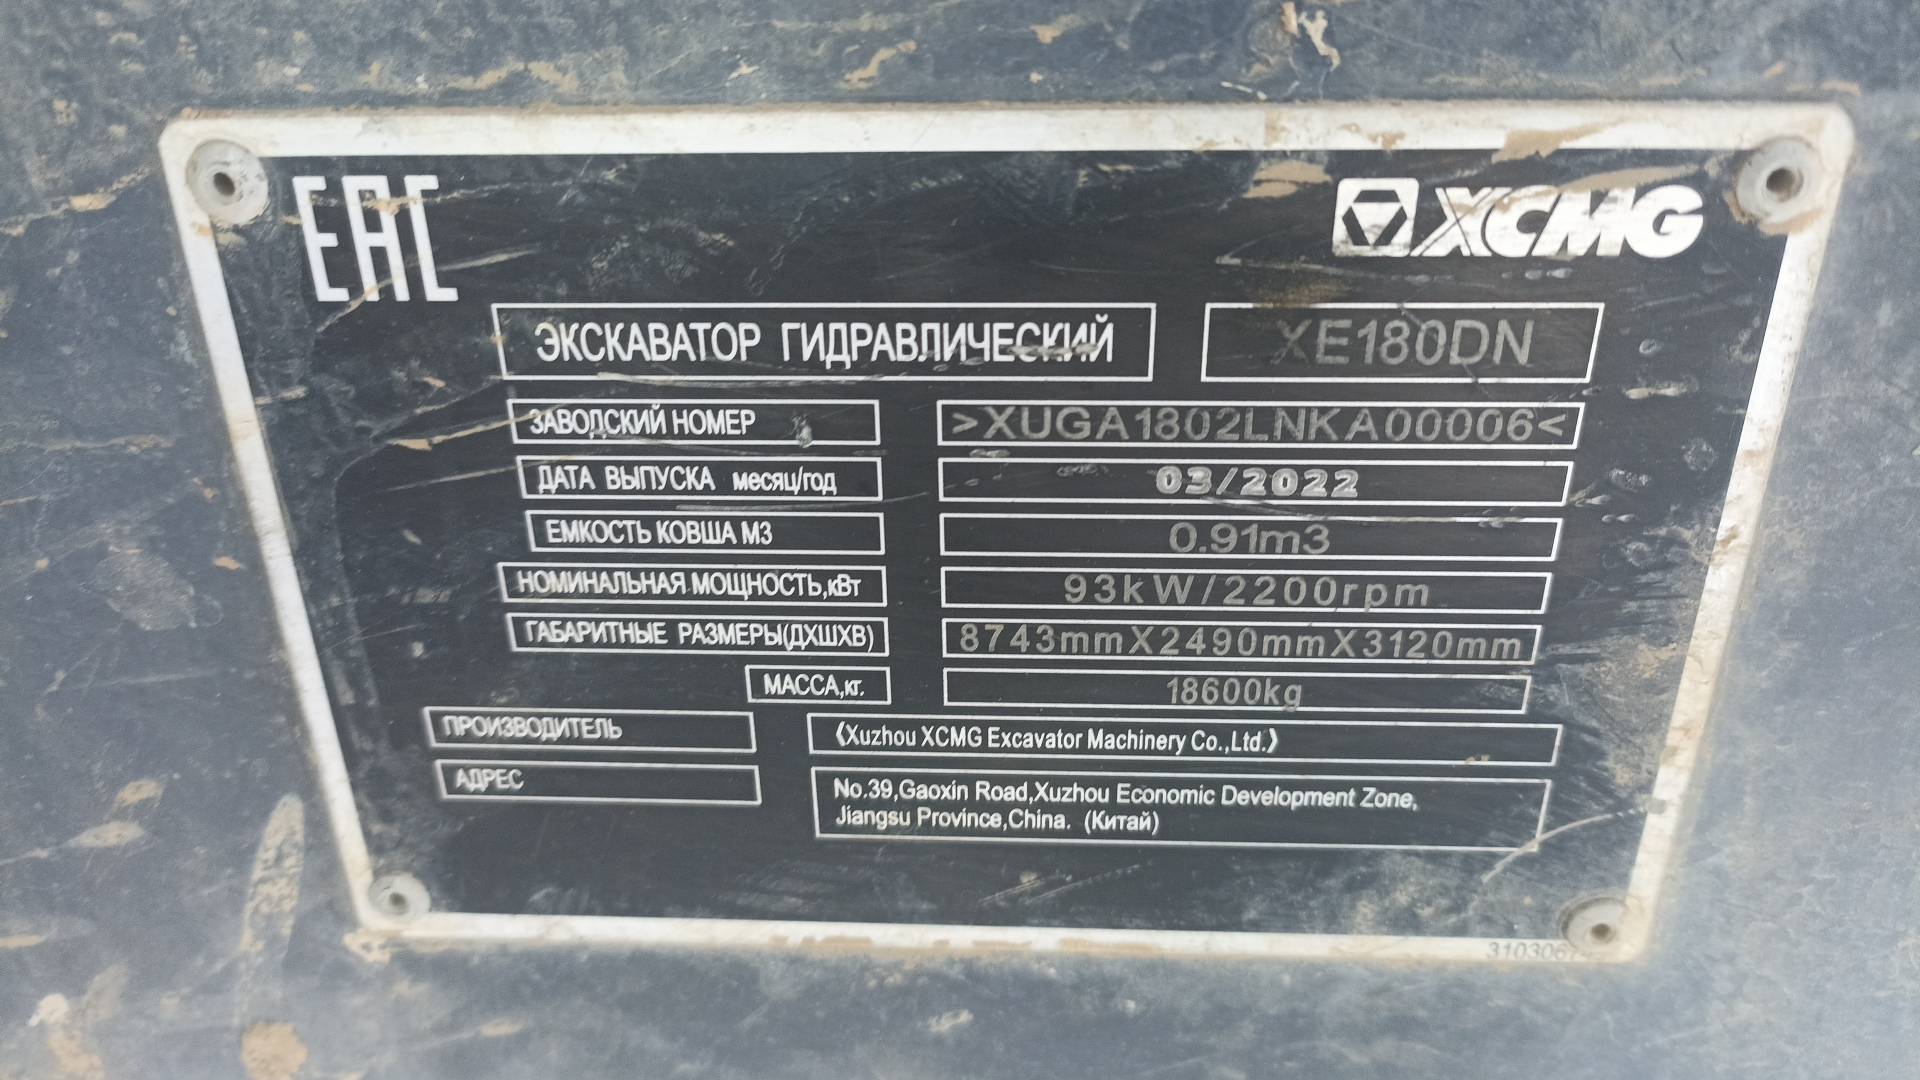 EAC XCMG
ЭКСКАВАТОР ГИДРАВЛИЧЕСКИЙ XE180DN
ЗАВОДСКИЙ НОМЕР >XUGA1802LNKA00006<
ДАТА ВЫПУСКА месяц/год 03/2022
ЕМКОСТЬ КОВША М3 0.91m3
НОМИНАЛЬНАЯ МОЩНОСТЬ,кВт 93kW/2200rpm
ГАБАРИТНЫЕ РАЗМЕРЫ(ДХШХВ) 8743mmX2490mmX3120mm
МАССА,кг. 18600kg
ПРОИЗВОДИТЕЛЬ 《Xuzhou XCMG Excavator Machinery Co.,Ltd.》
АДРЕС No.39,Gaoxin Road,Xuzhou Economic Development Zone,
Jiangsu Province,China. (Китай)